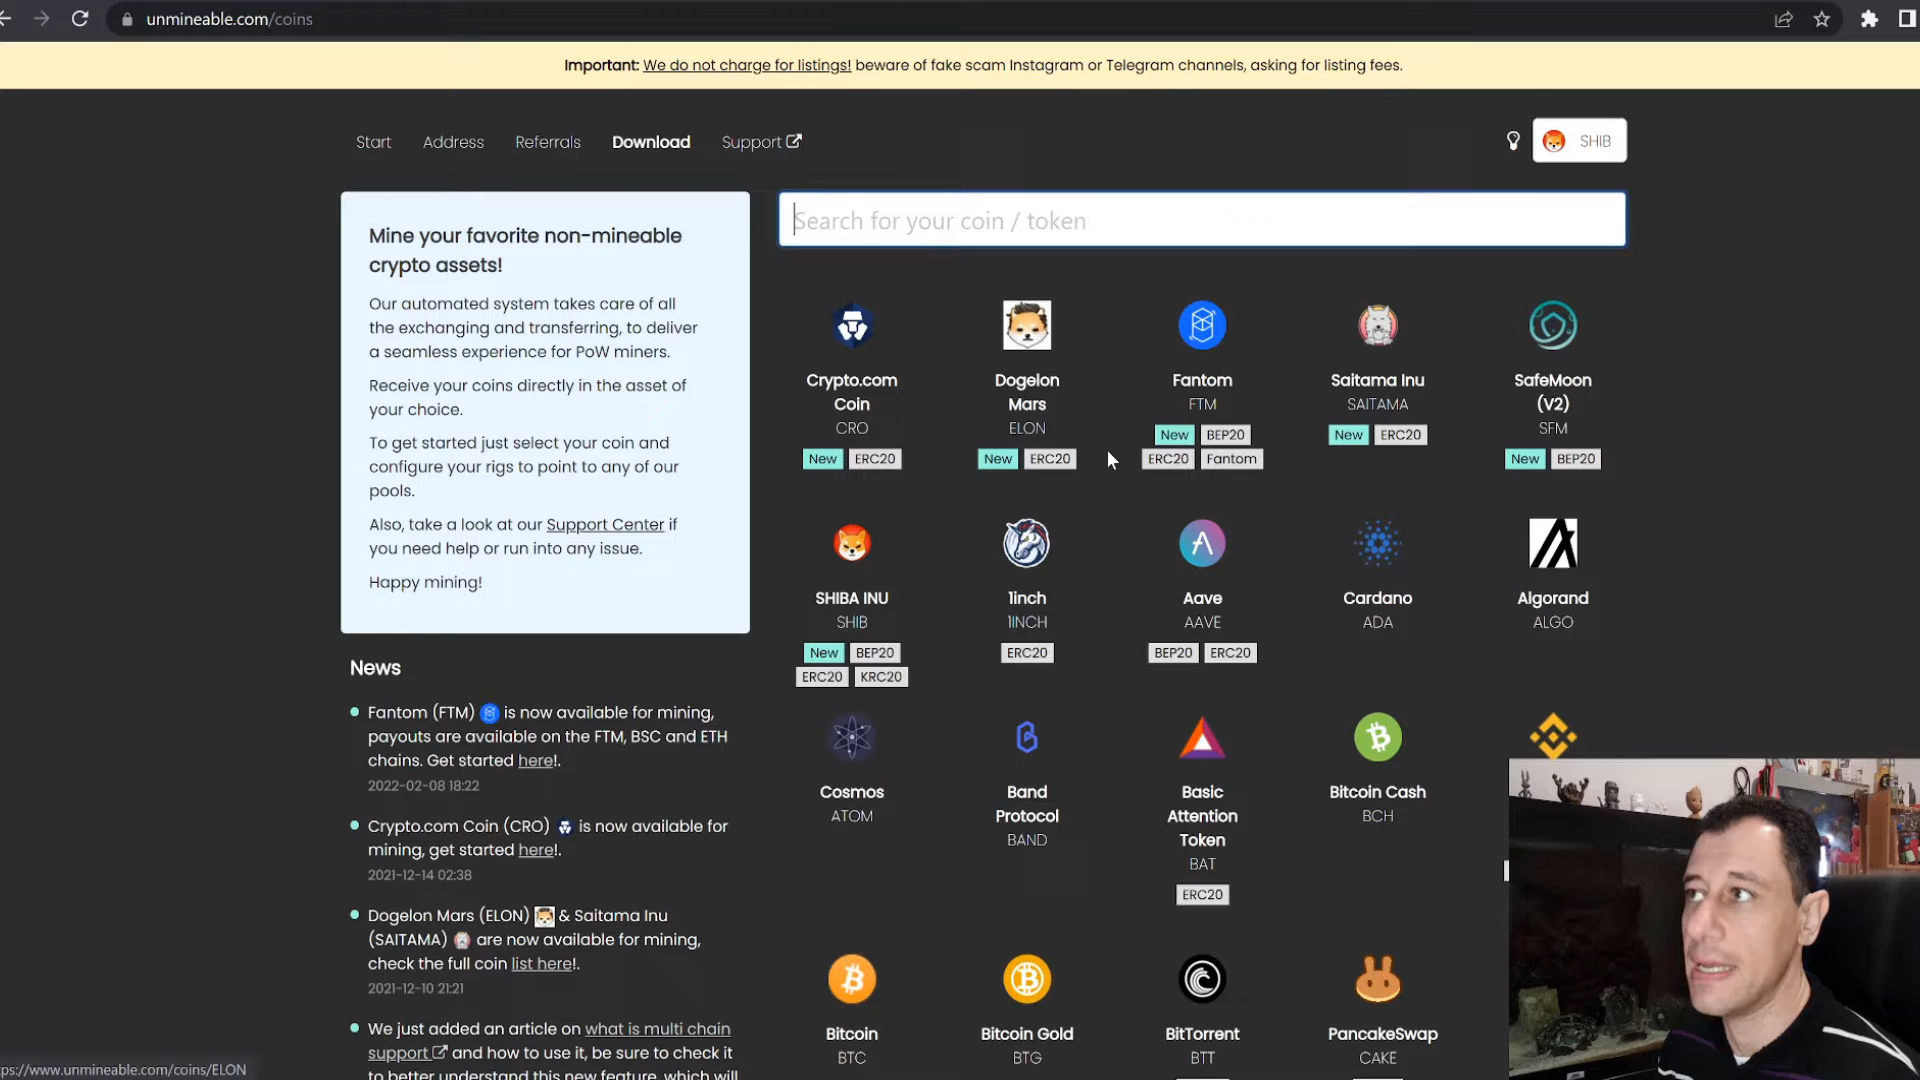 unmineable.com/coins
Important: We do not charge for listings! beware of fake scam Instagram or Telegram channels, asking for listing fees.
Start Address Referrals Download Support
SHIB
Mine your favorite non-mineable
crypto assets!
Our automated system takes care of all
the exchanging and transferring, to deliver
a seamless experience for PoW miners.
Receive your coins directly in the asset of
your choice.
To get started just select your coin and
configure your rigs to point to any of our
pools.
Also, take a look at our Support Center if
you need help or run into any issue.
Happy mining!
News
Fantom (FTM) is now available for mining,
payouts are available on the FTM, BSC and ETH
chains. Get started here!.
2022-02-08 18:22
Crypto.com Coin (CRO) is now available for
mining, get started here!.
2021-12-14 02:38
Dogelon Mars (ELON) & Saitama Inu
(SAITAMA) are now available for mining,
check the full coin list here!.
2021-12-10 21:21
We just added an article on what is multi chain
support and how to use it, be sure to check it
to better understand this new feature, which will
Search for your coin / token
Crypto.com
Coin
CRO
New ERC20
Dogelon
Mars
ELON
New ERC20
Fantom
FTM
New BEP20
ERC20 Fantom
Saitama Inu
SAITAMA
New ERC20
SafeMoon
(V2)
SFM
New BEP20
SHIBA INU
SHIB
New BEP20
ERC20 KRC20
1inch
1INCH
ERC20
Aave
AAVE
BEP20 ERC20
Cardano
ADA
Algorand
ALGO
Cosmos
ATOM
Band
Protocol
BAND
Basic
Attention
Token
BAT
ERC20
Bitcoin Cash
BCH
Bitcoin
BTC
Bitcoin Gold
BTG
BitTorrent
BTT
PancakeSwap
CAKE
ps://www.unmineable.com/coins/ELON